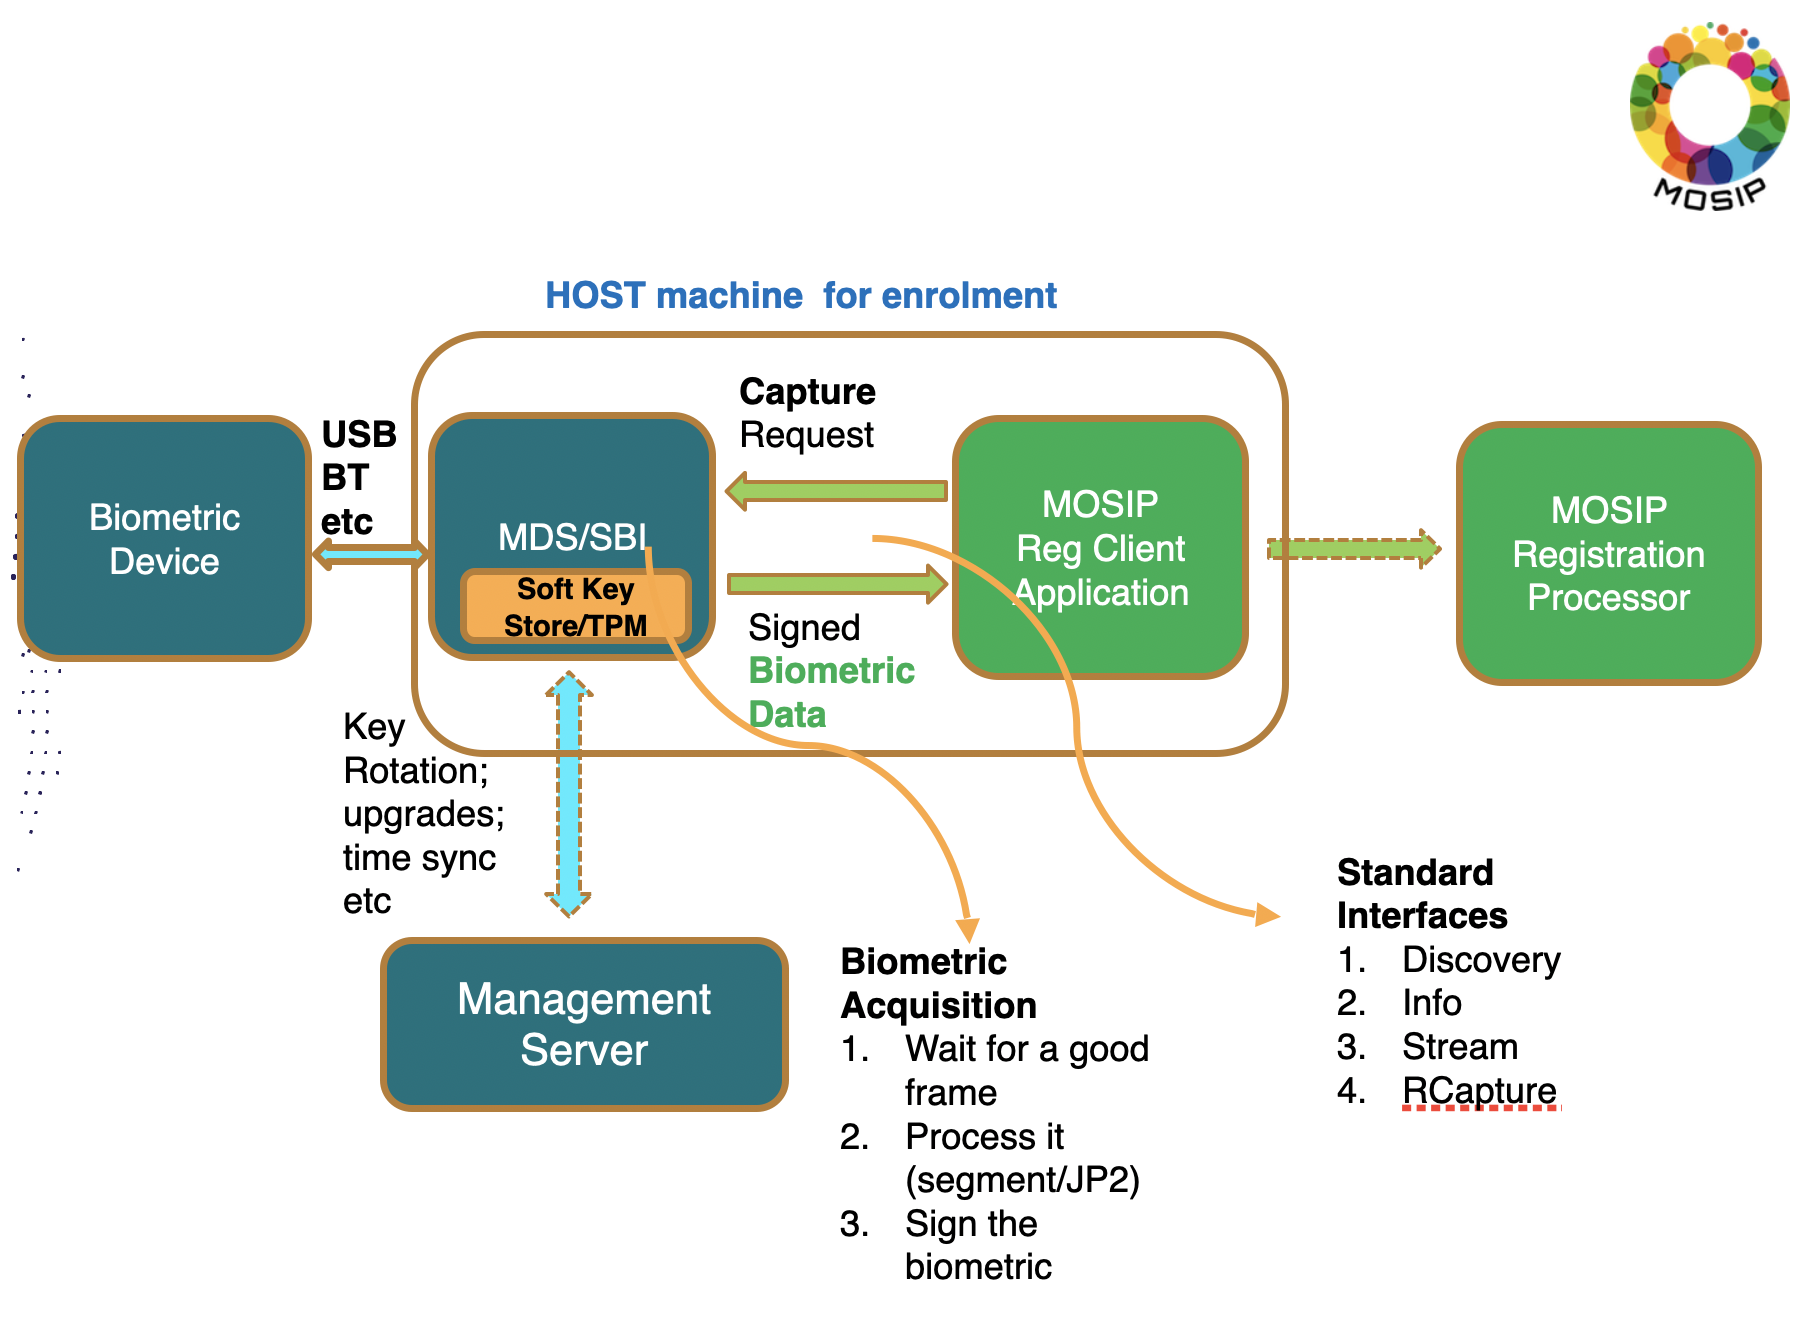 MOSIP
HOST machine  for enrolment
Biometric
Device
USB
BT
etc
MDS/SBI
Soft Key
Store/TPM
Capture
Request
Signed
Biometric
Data
MOSIP
Reg Client
Application
MOSIP
Registration
Processor
Key
Rotation;
upgrades;
time sync
etc
Management
Server
Biometric
Acquisition
1. Wait for a good
frame
2. Process it
(segment/JP2)
3. Sign the
biometric
Standard
Interfaces
1. Discovery
2. Info
3. Stream
4. RCapture